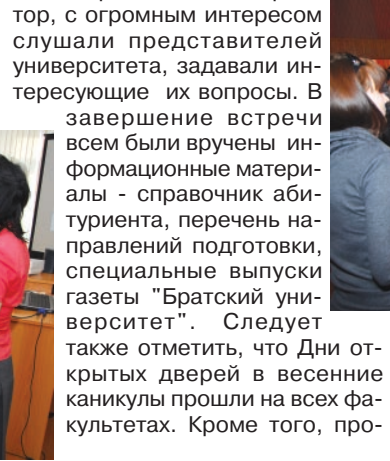 тор, с огромным интересом
слушали представителей
университета, задавали ин-
тересующие их вопросы. В
завершение встречи
всем были вручены ин-
формационные матери-
алы - справочник аби-
туриента, перечень на-
правлений подготовки,
специальные выпуски
газеты "Братский уни-
верситет". Следует
также отметить, что Дни от-
крытых дверей в весенние
каникулы прошли на всех фа-
культетах. Кроме того, про-